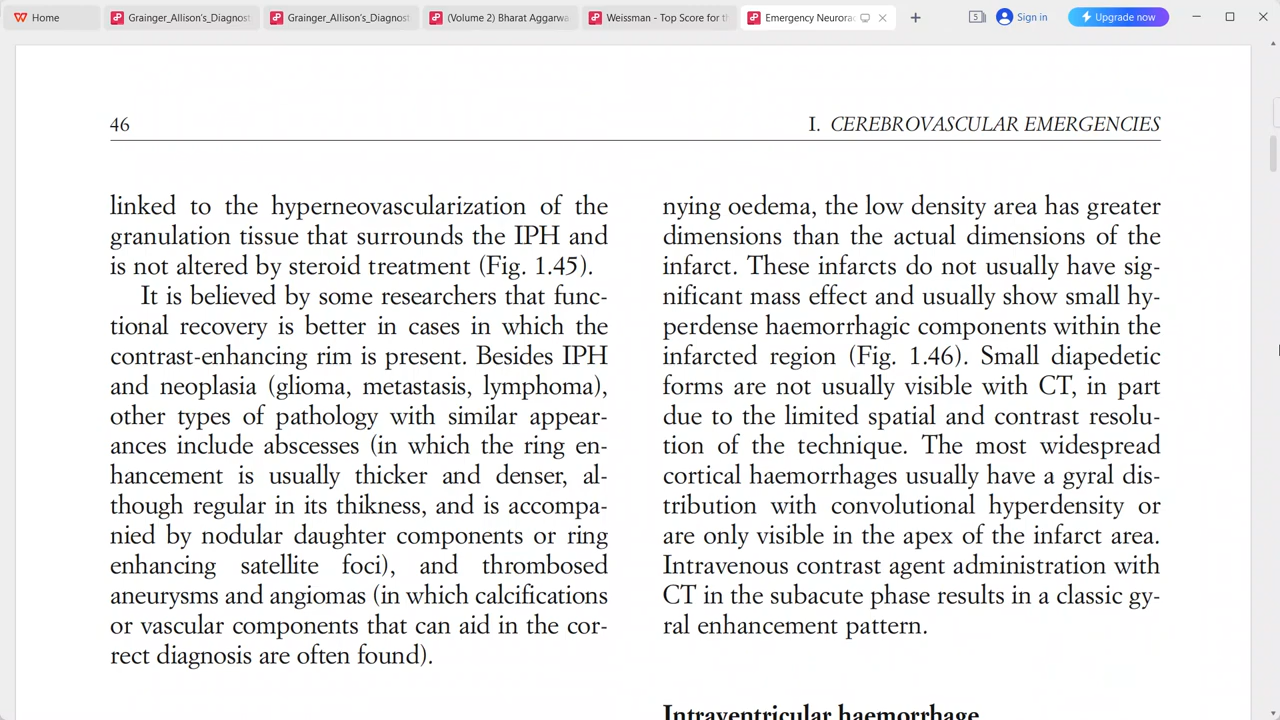 Home
Grainger_Allison's_Diagnost
Grainger_Allison's_Diagnost
(Volume 2) Bharat Aggarwa
Weissman - Top Score for th
Emergency Neurorac
5
Sign in
Upgrade now
46
I. CEREBROVASCULAR EMERGENCIES
linked to the hyperneovascularization of the
granulation tissue that surrounds the IPH and
is not altered by steroid treatment (Fig. 1.45).
It is believed by some researchers that func-
tional recovery is better in cases in which the
contrast-enhancing rim is present. Besides IPH
and neoplasia (glioma, metastasis, lymphoma),
other types of pathology with similar appear-
ances include abscesses (in which the ring en-
hancement is usually thicker and denser, al-
though regular in its thikness, and is accompa-
nied by nodular daughter components or ring
enhancing satellite foci), and thrombosed
aneurysms and angiomas (in which calcifications
or vascular components that can aid in the cor-
rect diagnosis are often found).
nying oedema, the low density area has greater
dimensions than the actual dimensions of the
infarct. These infarcts do not usually have sig-
nificant mass effect and usually show small hy-
perdense haemorrhagic components within the
infarcted region (Fig. 1.46). Small diapedetic
forms are not usually visible with CT, in part
due to the limited spatial and contrast resolu-
tion of the technique. The most widespread
cortical haemorrhages usually have a gyral dis-
tribution with convolutional hyperdensity or
are only visible in the apex of the infarct area.
Intravenous contrast agent administration with
CT in the subacute phase results in a classic gy-
ral enhancement pattern.
Intraventricular haemorrhage